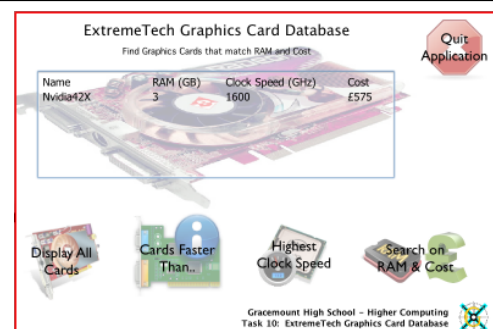 ExtremeTech Graphics Card Database
Find Graphics Cards that match RAM and Cost
Quit
Application
Name RAM (GB) Clock Speed (GHz) Cost
Nvidia42X 3 1600 £575
Display All
Cards
Cards Faster
Than..
Highest
Clock Speed
Search on
RAM & Cost
Gracemount High School - Higher Computing
Task 10: ExtremeTech Graphics Card Database